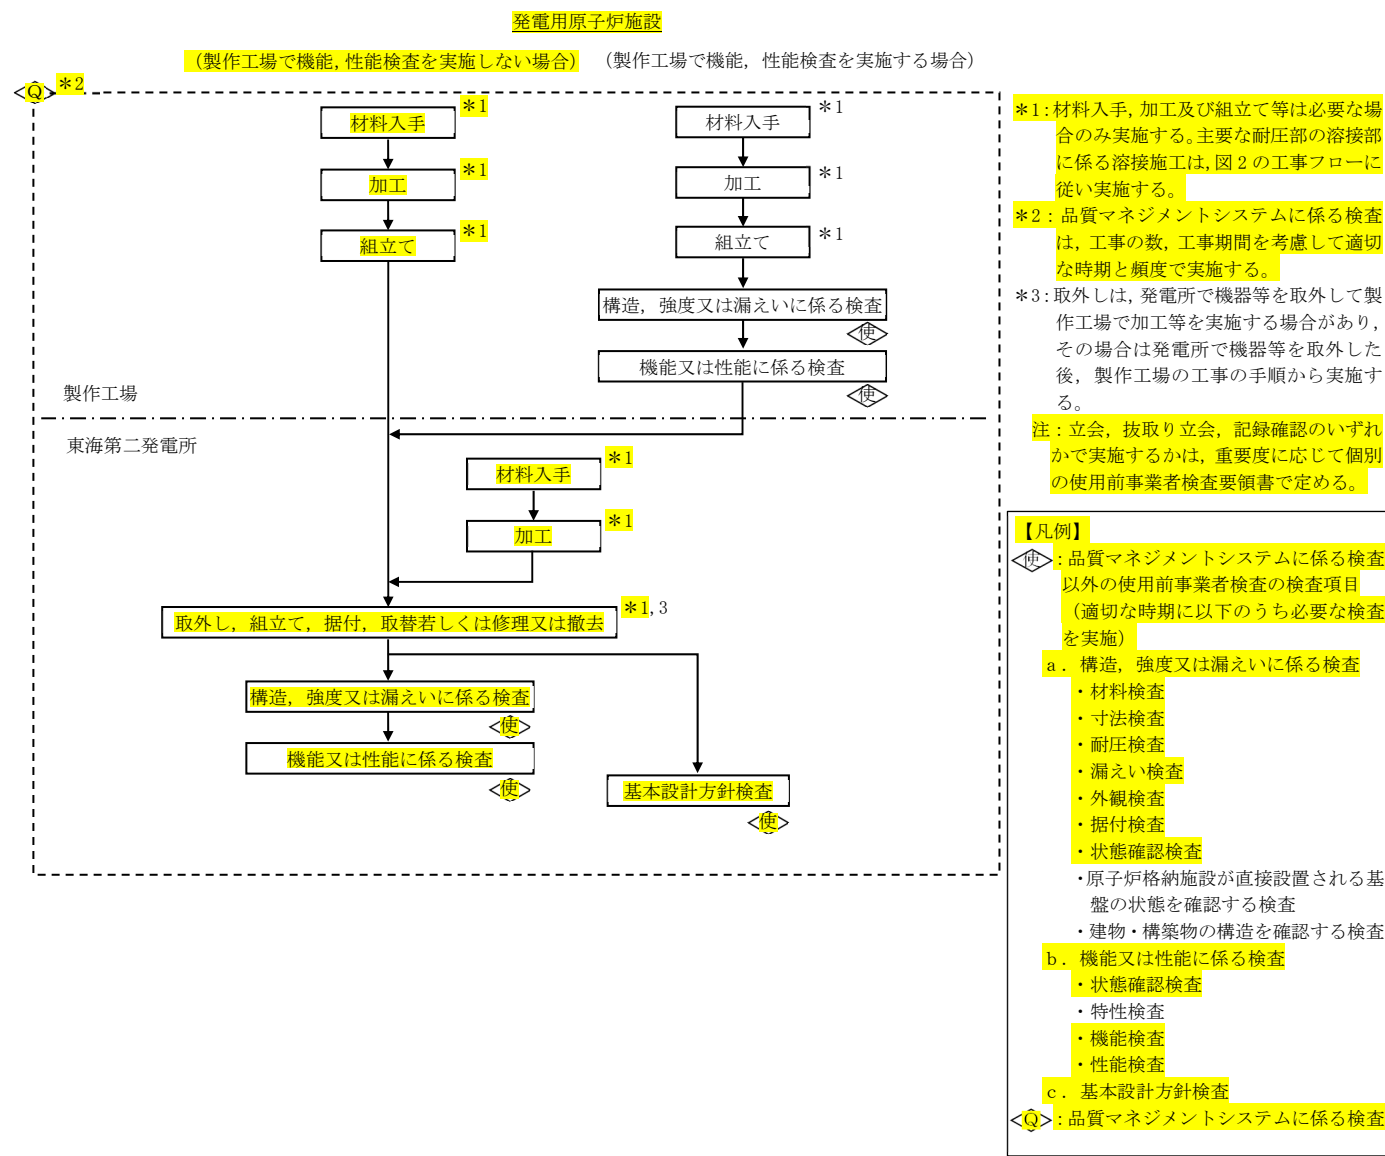 発電用原子炉施設
（製作工場で機能,性能検査を実施しない場合） （製作工場で機能，性能検査を実施する場合）
Q ＊2
材料入手 ＊1
加工 ＊1
組立て ＊1
材料入手 ＊1
加工 ＊1
組立て ＊1
構造，強度又は漏えいに係る検査
使
機能又は性能に係る検査
使
製作工場
東海第二発電所
材料入手 ＊1
加工 ＊1
取外し，組立て，据付，取替若しくは修理又は撤去 ＊1,3
構造，強度又は漏えいに係る検査
使
機能又は性能に係る検査
使
基本設計方針検査
使
＊1：材料入手，加工及び組立て等は必要な場
合のみ実施する。主要な耐圧部の溶接部
に係る溶接施工は，図2の工事フローに
従い実施する。
＊2：品質マネジメントシステムに係る検査
は，工事の数，工事期間を考慮して適切
な時期と頻度で実施する。
＊3：取外しは，発電所で機器等を取外して製
作工場で加工等を実施する場合があり，
その場合は発電所で機器等を取外した
後，製作工場の工事の手順から実施す
る。
注：立会，抜取り立会，記録確認のいずれ
かで実施するかは，重要度に応じて個別
の使用前事業者検査要領書で定める。
【凡例】
使：品質マネジメントシステムに係る検査
以外の使用前事業者検査の検査項目
（適切な時期に以下のうち必要な検査
を実施）
a．構造，強度又は漏えいに係る検査
・材料検査
・寸法検査
・耐圧検査
・漏えい検査
・外観検査
・据付検査
・状態確認検査
・原子炉格納施設が直接設置される基
盤の状態を確認する検査
・建物・構築物の構造を確認する検査
b．機能又は性能に係る検査
・状態確認検査
・特性検査
・機能検査
・性能検査
c．基本設計方針検査
Q：品質マネジメントシステムに係る検査